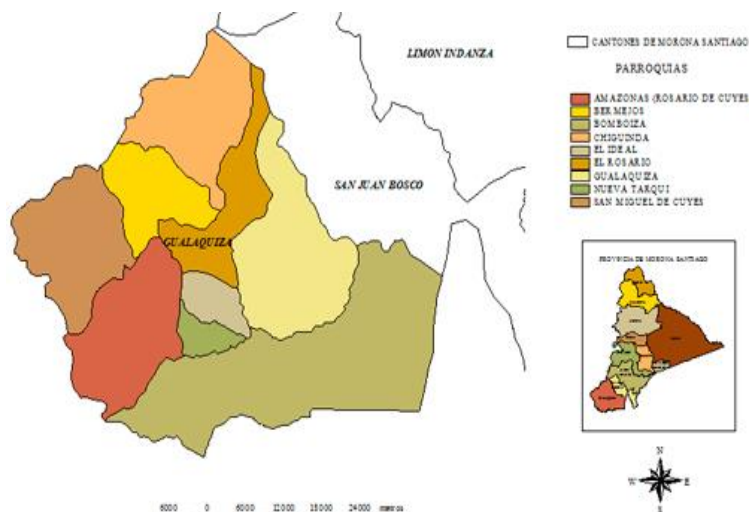 LIMON INDANZA
SAN JUAN BOSCO
GUALAQUIZA
CANTONES DE MORONA SANTIAGO
PARROQUIAS
AMAZONAS (ROSARIO DE CUYES
BERMEJOS
BOMBOIZA
CHIGUINDA
EL IDEAL
EL ROSARIO
GUALAQUIZA
NUEVA TARQUI
SAN MIGUEL DE CUYES
PROVINCIA DE MORONA SANTIAGO
N
W E
S
6000 0 6000 12000 18000 24000 metros